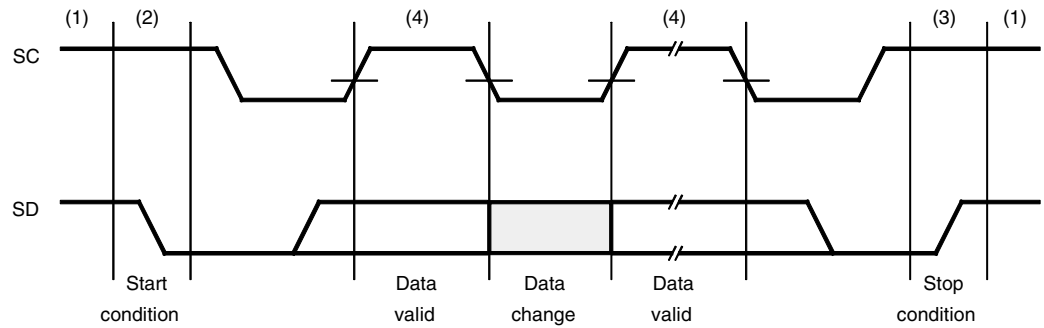 (1) (2) (4) (4) (3) (1)
SC
SD
Start Data Data Data Stop
condition valid change valid condition